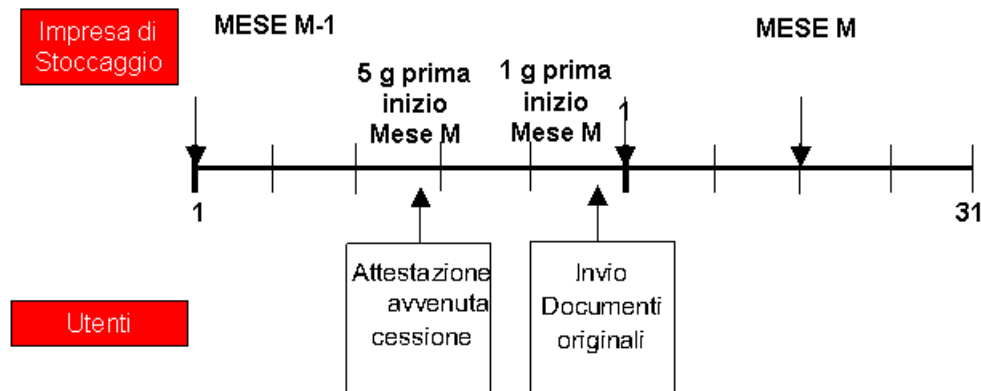 Impresa di
Stoccaggio
MESE M-1
MESE M
5 g prima
inizio
Mese M
1 g prima
inizio
Mese M
1
1
31
Attestazione
avvenuta
cessione
Invio
Documenti
originali
Utenti